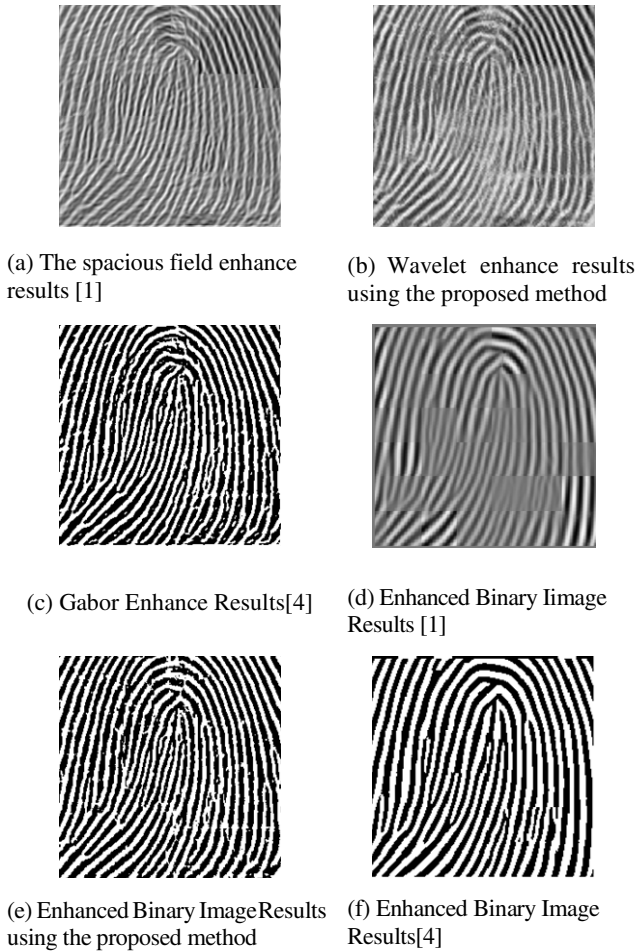 (a) The spacious field enhance
results [1]
(b) Wavelet enhance results
using the proposed method
(c) Gabor Enhance Results[4]
(d) Enhanced Binary Iimage
Results [1]
(e) Enhanced Binary ImageResults
using the proposed method
(f) Enhanced Binary Image
Results[4]